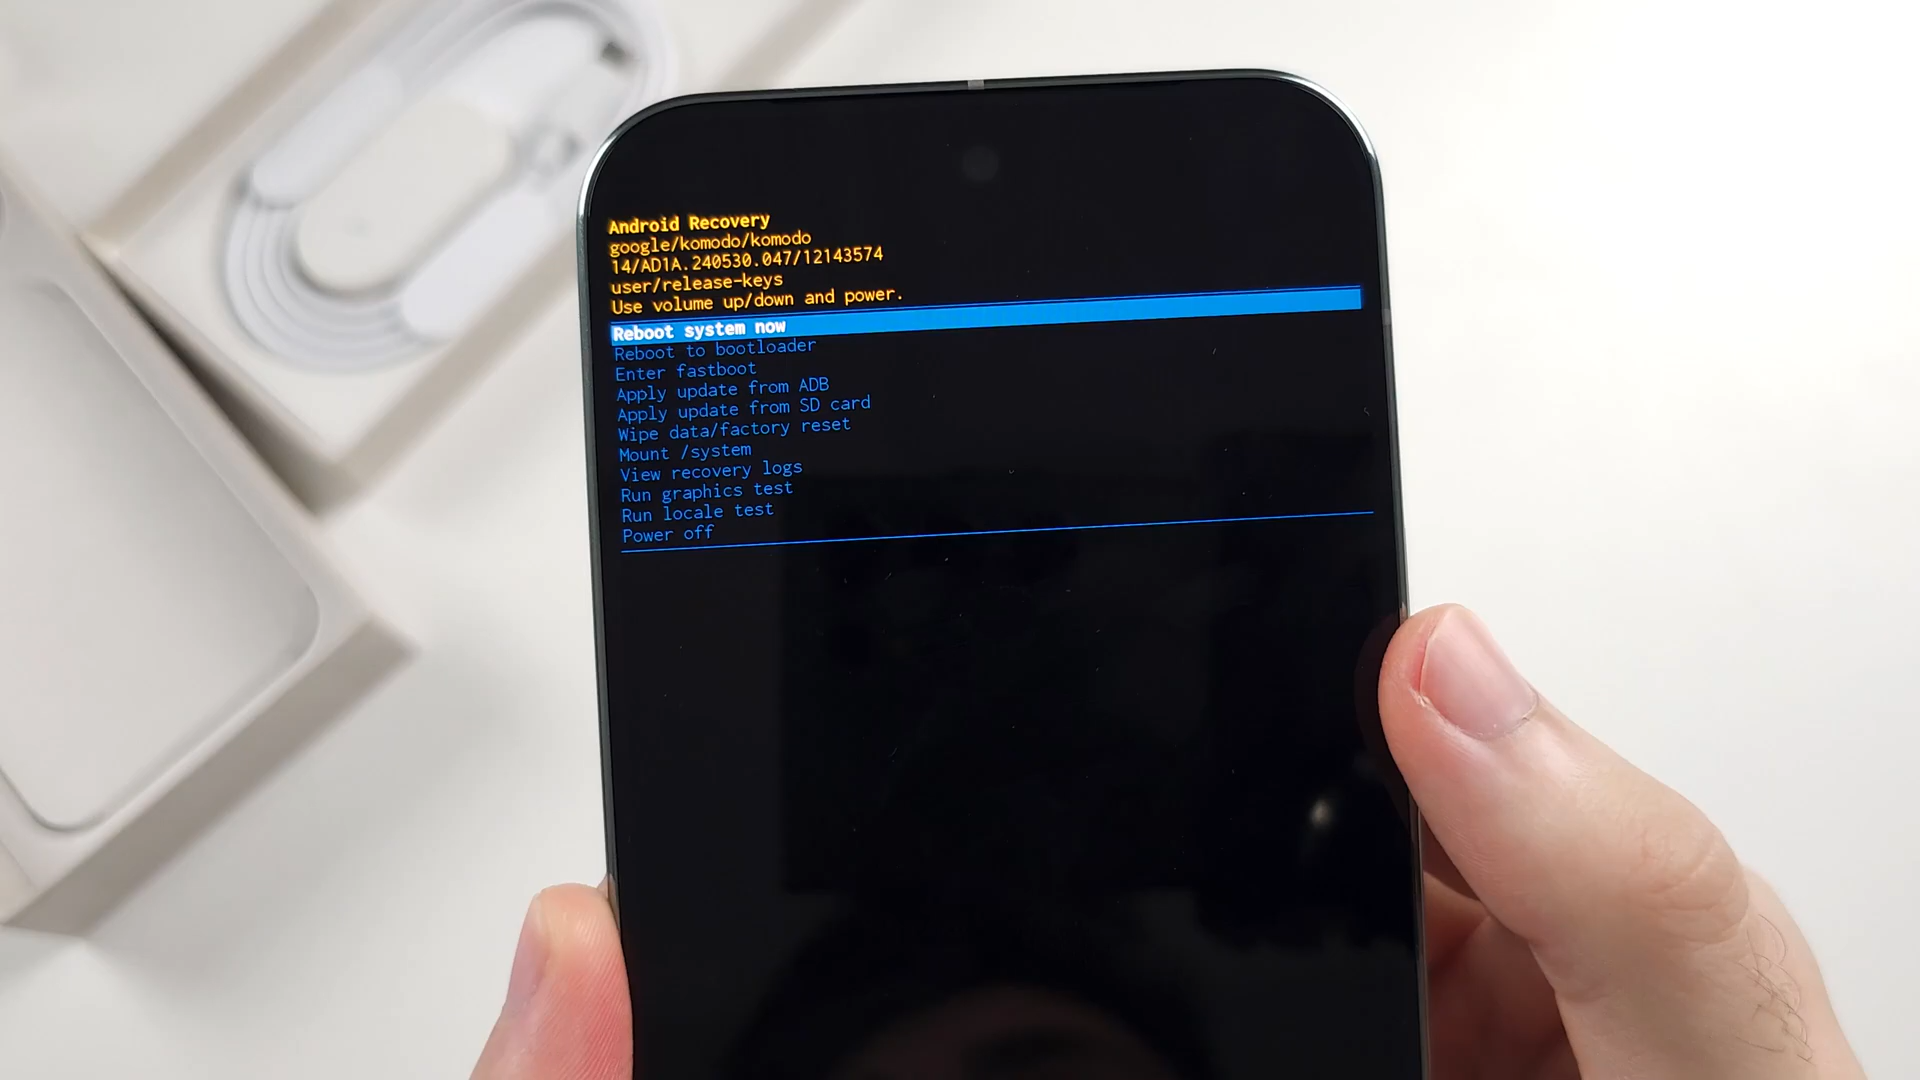 Android Recovery
google/komodo/komodo
14/AD1A.240530.047/12143574
user/release-keys
Use volume up/down and power.
Reboot system now
Reboot to bootloader
Enter fastboot
Apply update from ADB
Apply update from SD card
Wipe data/factory reset
Mount /system
View recovery logs
Run graphics test
Run locale test
Power off